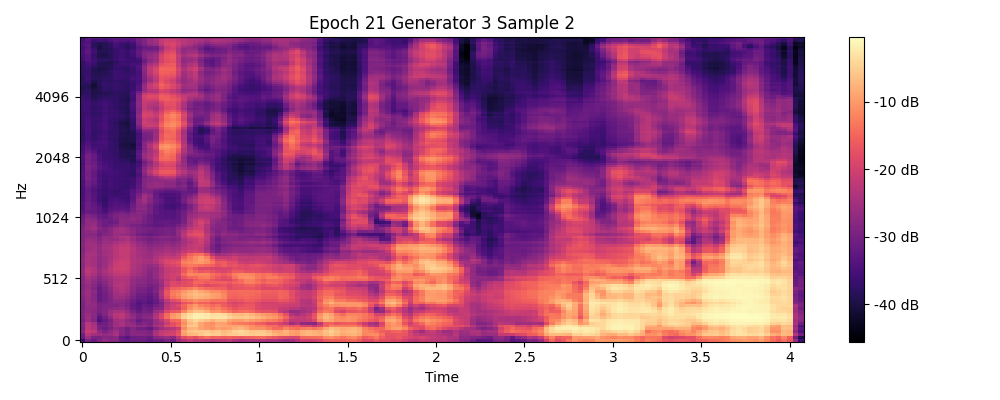 Epoch 21 Generator 3 Sample 2
Hz
4096
2048
1024
512
0
0 0.5 1 1.5 2 2.5 3 3.5 4
Time
-10 dB
-20 dB
-30 dB
-40 dB